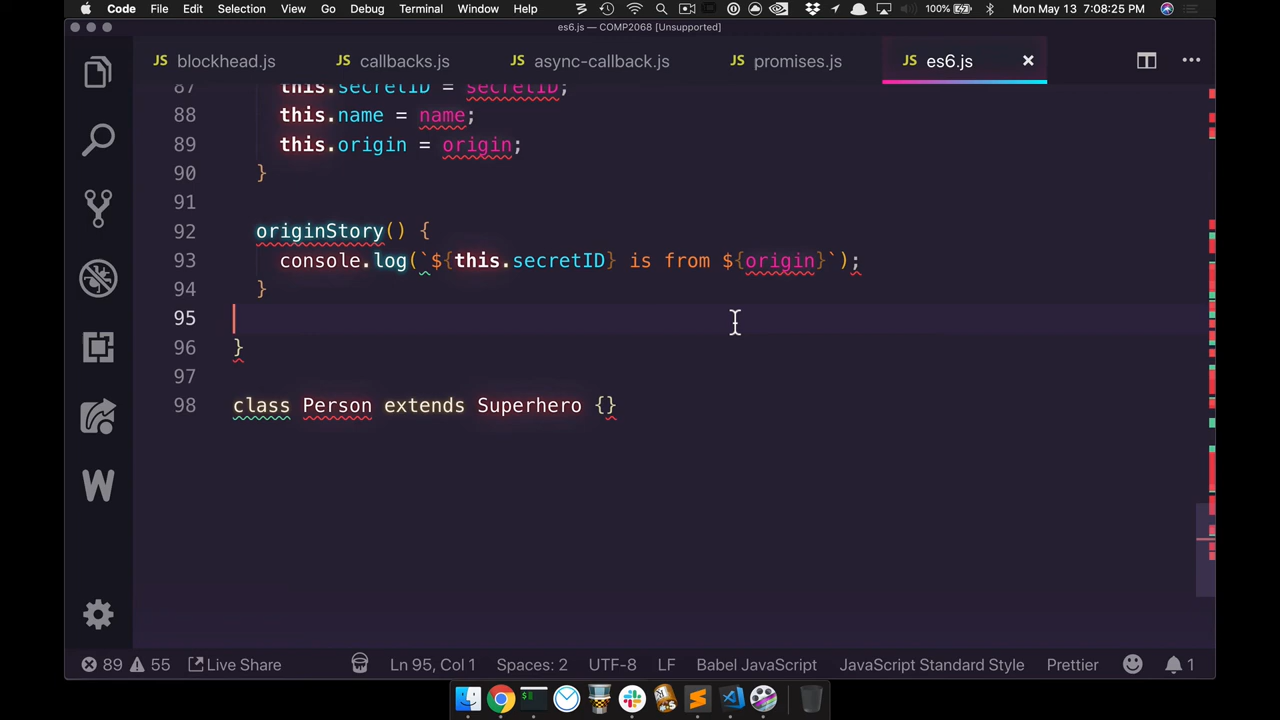 Code File Edit Selection View Go Debug Terminal Window Help 100% Mon May 13 7:08:25 PM
es6.js — COMP2068 [Unsupported]
JS blockhead.js JS callbacks.js JS async-callback.js JS promises.js JS es6.js
87 this.secretID = secretID;
88 this.name = name;
89 this.origin = origin;
90 }
91
92 originStory() {
93 console.log(`${this.secretID} is from ${origin}`);
94 }
95
96 }
97
98 class Person extends Superhero {}
W
89 55 Live Share Ln 95, Col 1 Spaces: 2 UTF-8 LF Babel JavaScript JavaScript Standard Style Prettier 1